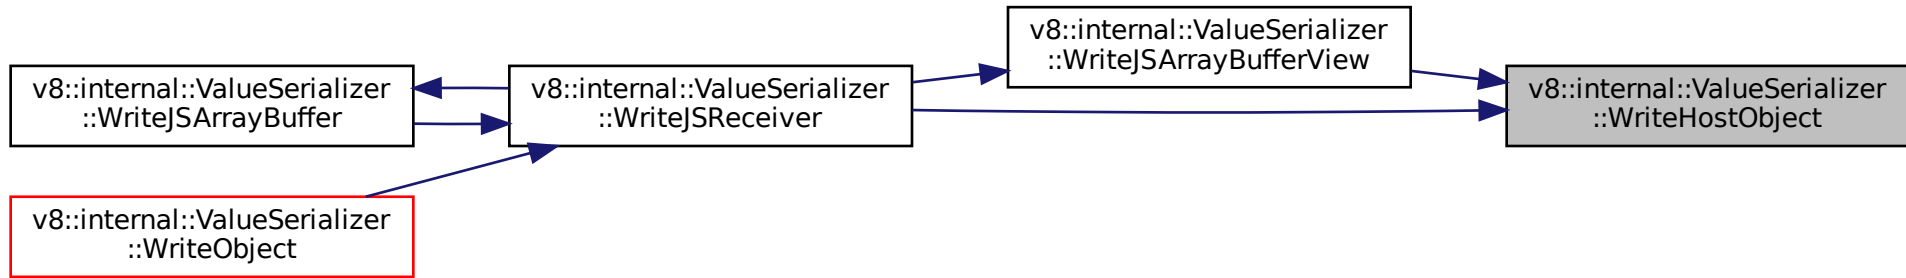 v8::internal::ValueSerializer
::WriteJSArrayBuffer
v8::internal::ValueSerializer
::WriteObject
v8::internal::ValueSerializer
::WriteJSReceiver
v8::internal::ValueSerializer
::WriteJSArrayBufferView
v8::internal::ValueSerializer
::WriteHostObject